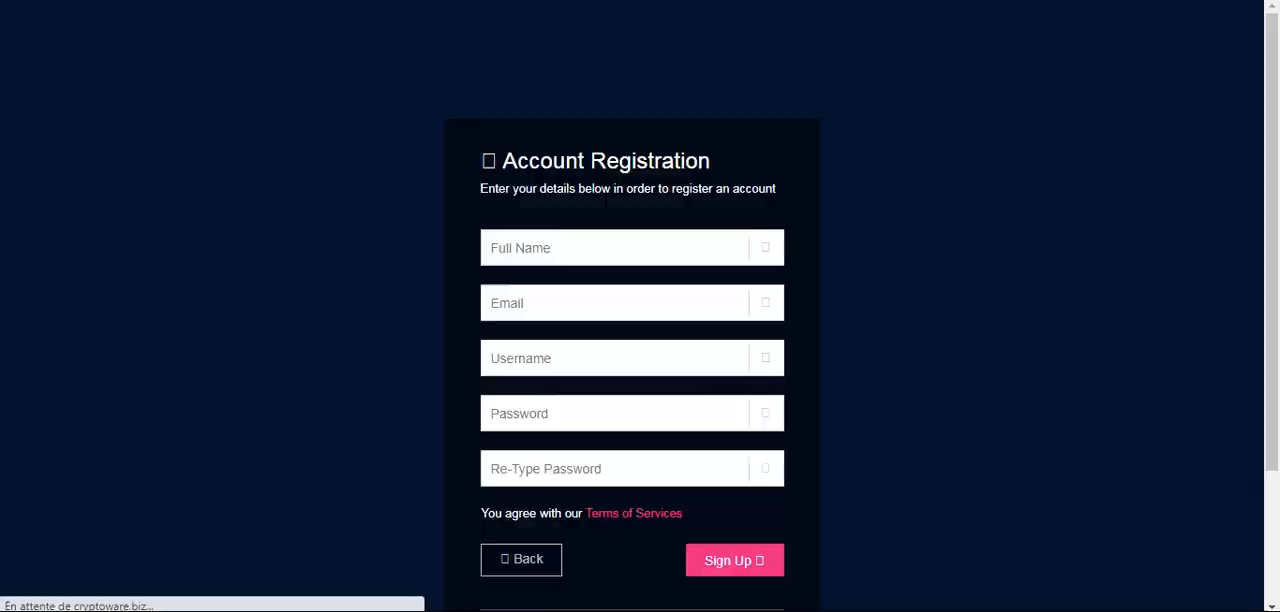 Account Registration
Enter your details below in order to register an account
Full Name
Email
Username
Password
Re-Type Password
You agree with our Terms of Services
Back
Sign Up
En attente de cryptoware.biz...